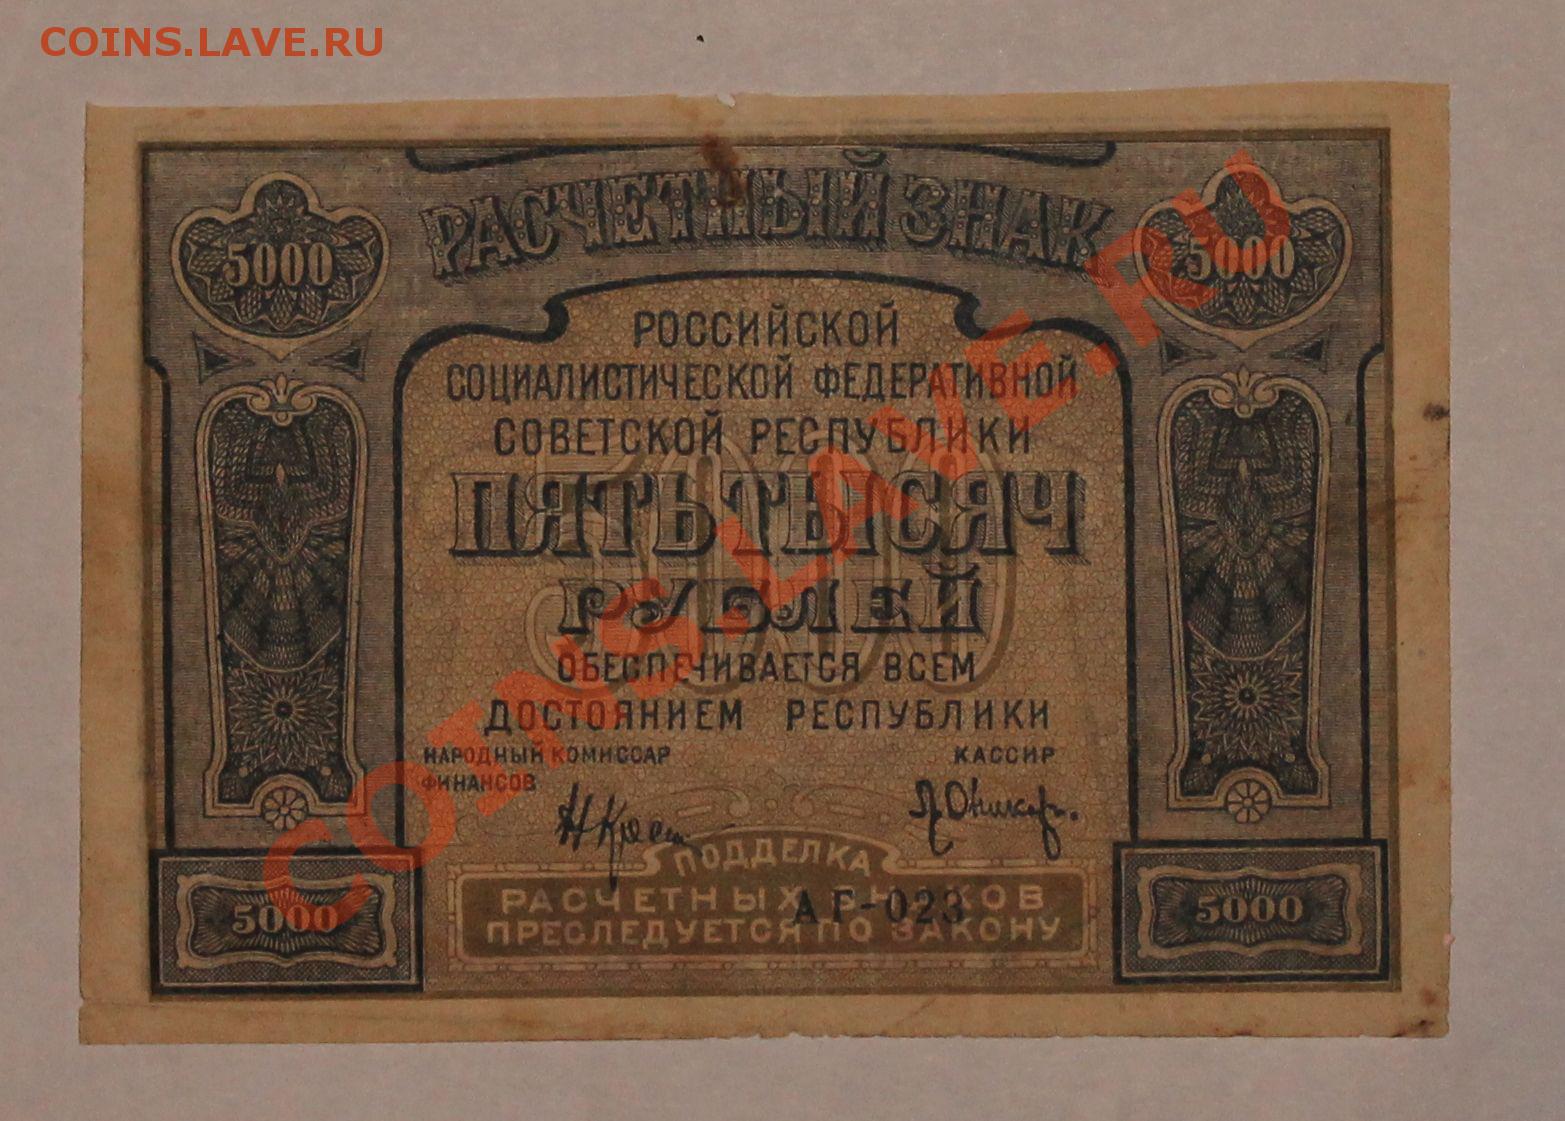 COINS.LAVE.RU
РАСЧЕТНЫЙ ЗНАК
5000
5000
РОССИЙСКОЙ
СОЦИАЛИСТИЧЕСКОЙ ФЕДЕРАТИВНОЙ
СОВЕТСКОЙ РЕСПУБЛИКИ
5000
ПЯТЬ ТЫСЯЧ
РУБЛЕЙ
ОБЕСПЕЧИВАЕТСЯ ВСЕМ
ДОСТОЯНИЕМ РЕСПУБЛИКИ
НАРОДНЫЙ КОМИССАР
ФИНАНСОВ
КАССИР
COINS.LAVE.RU
ПОДДЕЛКА
РАСЧЕТНЫХ ЗНАКОВ
АГ-023
ПРЕСЛЕДУЕТСЯ ПО ЗАКОНУ
5000
5000